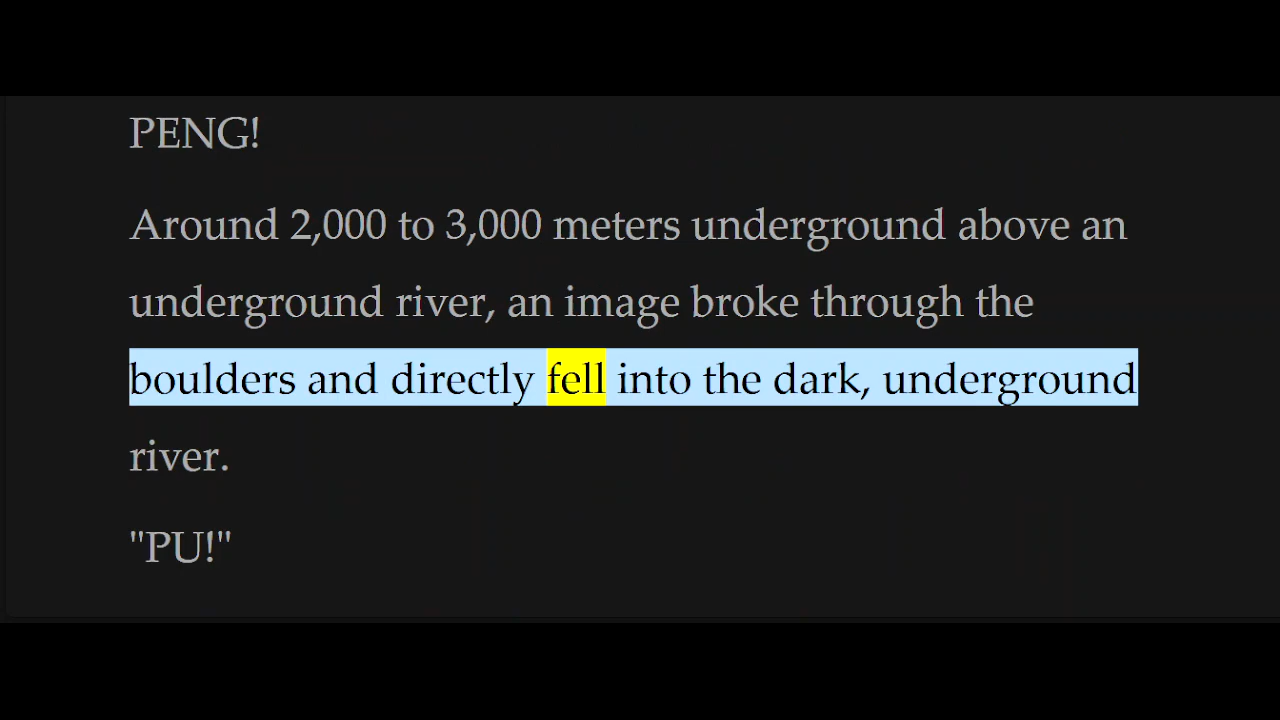 PENG!
Around 2,000 to 3,000 meters underground above an
underground river, an image broke through the
boulders and directly fell into the dark, underground
river.
"PU!"